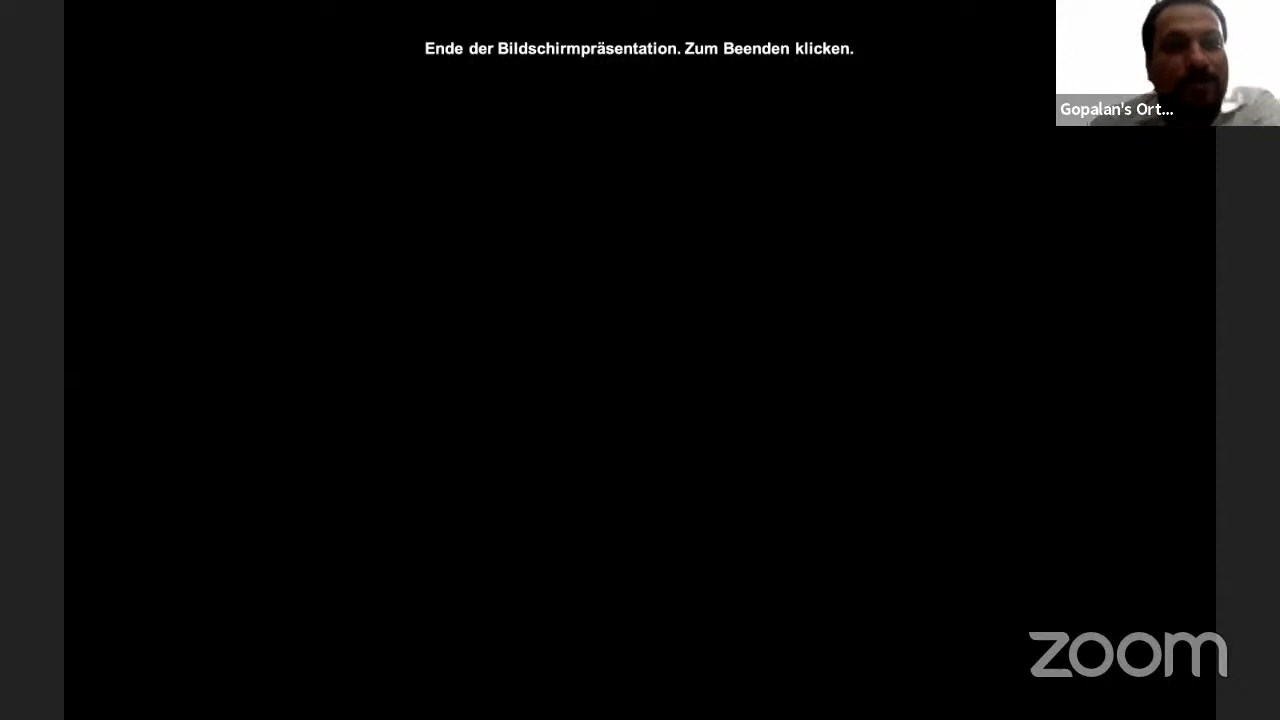 Ende der Bildschirmpräsentation. Zum Beenden klicken.
Gopalan's Ort...
zoom